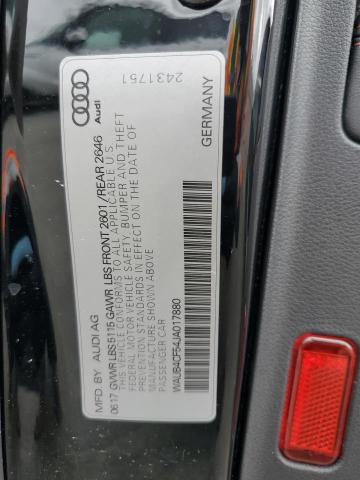 Audi
2431751
MFD. BY AUDI AG
GERMANY
06 17 GVWR LBS 5115 GAWR LBS FRONT 2601 / REAR 2646
THIS VEHICLE CONFORMS TO ALL APPLICABLE U.S.
FEDERAL MOTOR VEHICLE SAFETY, BUMPER AND THEFT
PREVENTION STANDARDS IN EFFECT ON THE DATE OF
MANUFACTURE SHOWN ABOVE
PASSENGER CAR.
WAUB4CF54JA017880